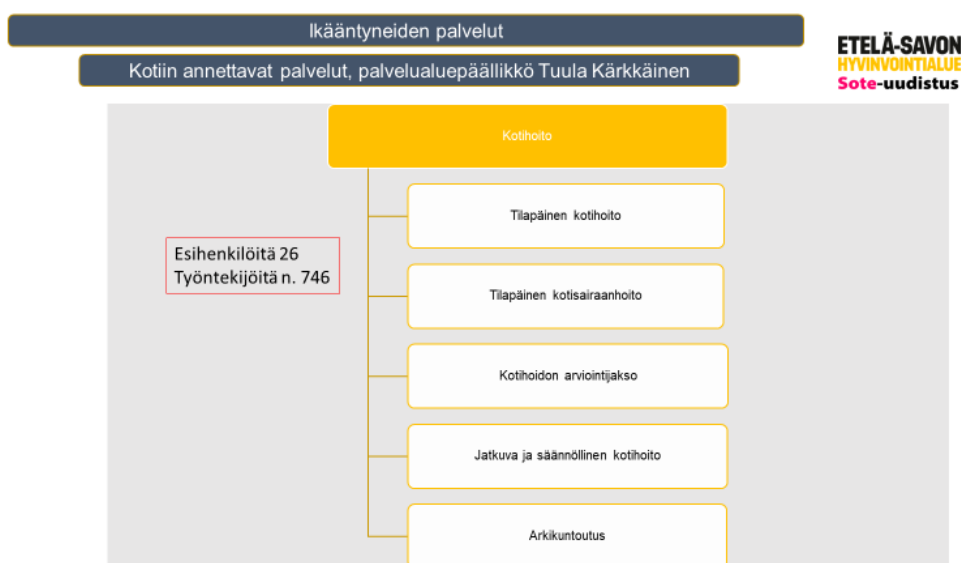 Ikääntyneiden palvelut
Kotiin annettavat palvelut, palvelualuepäällikkö Tuula Kärkkäinen
ETELÄ-SAVON
HYVINVOINTIALUE
Sote-uudistus
Kotihoito
Tilapäinen kotihoito
Esihenkilöitä 26
Työntekijöitä n. 746
Tilapäinen kotisairaanhoito
Kotihoidon arviointijakso
Jatkuva ja säännöllinen kotihoito
Arkikuntoutus